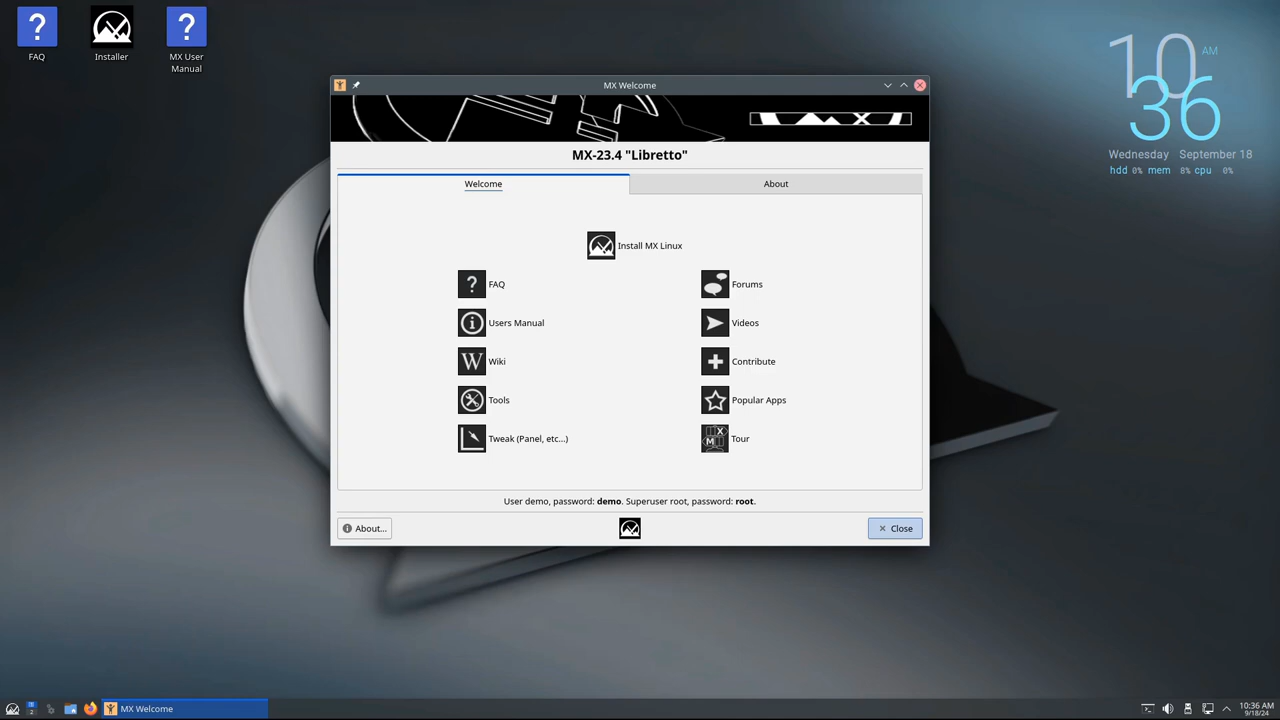 FAQ
Installer
MX User
Manual
10 AM
36
Wednesday September 18
hdd 0% mem 8% cpu 0%
MX Welcome
MX
MX-23.4 "Libretto"
Welcome
About
Install MX Linux
? FAQ
Forums
Users Manual
Videos
W Wiki
Contribute
Tools
Popular Apps
Tweak (Panel, etc...)
Tour
User demo, password: demo. Superuser root, password: root.
About...
Close
MX Welcome
10:36 AM
9/18/24